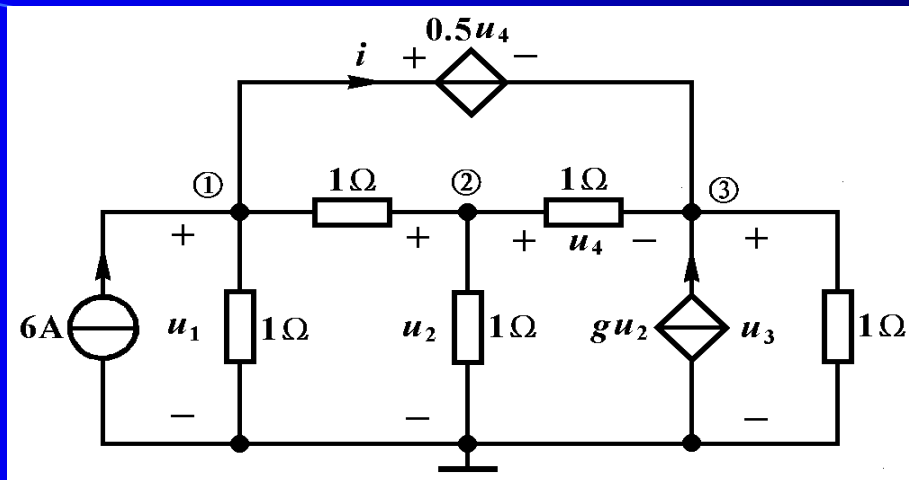 0.5u₄
i + −
① 1Ω ② 1Ω ③
+ + + u₄ − +
6A u₁ 1Ω u₂ 1Ω gu₂ u₃ 1Ω
− − −